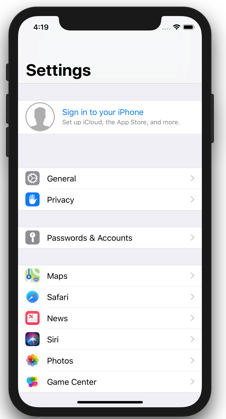 4:19
Settings
Sign in to your iPhone
Set up iCloud, the App Store, and more.
General
Privacy
Passwords & Accounts
Maps
Safari
News
Siri
Photos
Game Center